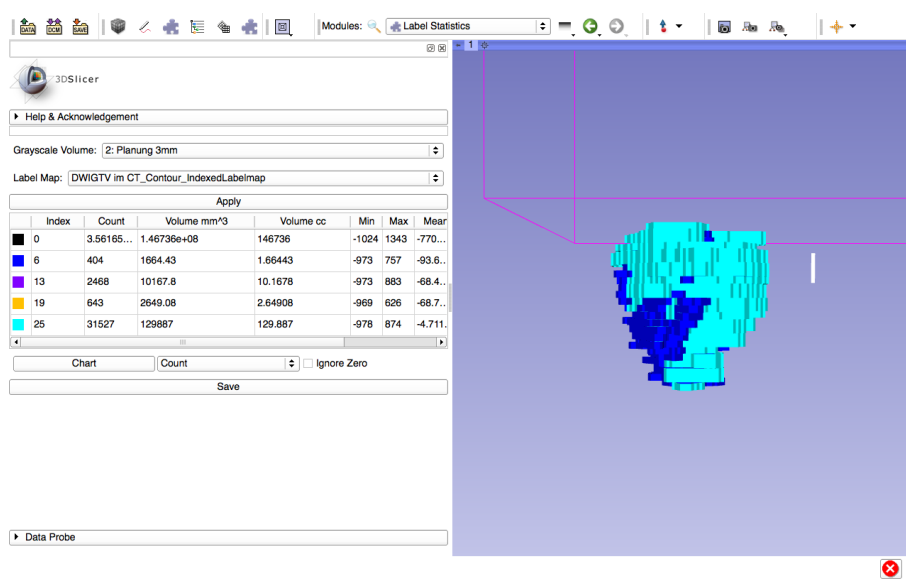 DATA DCM SAVE Modules: Label Statistics
1
3DSlicer
Help & Acknowledgement
Grayscale Volume: 2: Planung 3mm
Label Map: DWIGTV im CT_Contour_IndexedLabelmap
Apply
Index Count Volume mm^3 Volume cc Min Max Mean
0 3.56165... 1.46736e+08 146736 -1024 1343 -770...
6 404 1664.43 1.66443 -973 757 -93.6...
13 2468 10167.8 10.1678 -973 883 -68.4...
19 643 2649.08 2.64908 -969 626 -68.7...
25 31527 129887 129.887 -978 874 -4.711...
Chart Count Ignore Zero
Save
Data Probe